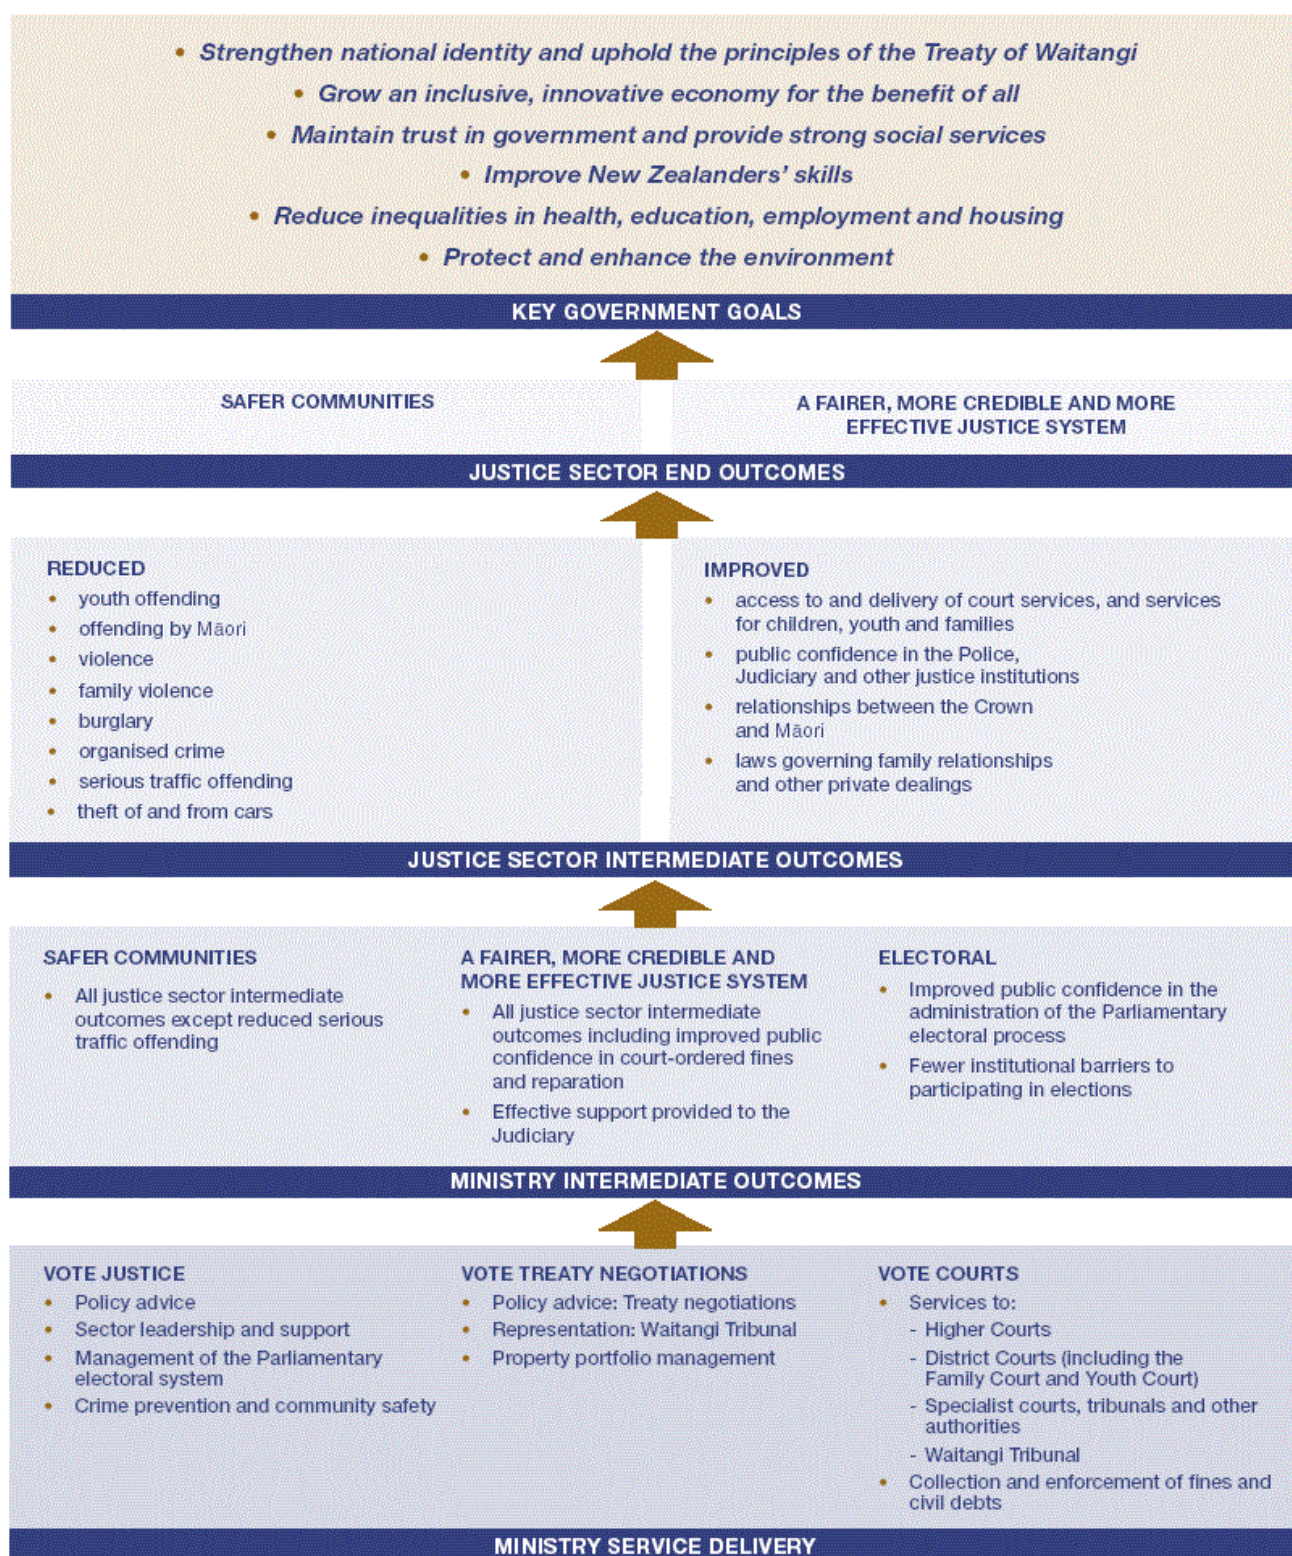 • Strengthen national identity and uphold the principles of the Treaty of Waitangi
• Grow an inclusive, innovative economy for the benefit of all
• Maintain trust in government and provide strong social services
• Improve New Zealanders' skills
• Reduce inequalities in health, education, employment and housing
• Protect and enhance the environment
KEY GOVERNMENT GOALS
SAFER COMMUNITIES
A FAIRER, MORE CREDIBLE AND MORE
EFFECTIVE JUSTICE SYSTEM
JUSTICE SECTOR END OUTCOMES
REDUCED
• youth offending
• offending by Māori
• violence
• family violence
• burglary
• organised crime
• serious traffic offending
• theft of and from cars
IMPROVED
• access to and delivery of court services, and services
for children, youth and families
• public confidence in the Police,
Judiciary and other justice institutions
• relationships between the Crown
and Māori
• laws governing family relationships
and other private dealings
JUSTICE SECTOR INTERMEDIATE OUTCOMES
SAFER COMMUNITIES
• All justice sector intermediate
outcomes except reduced serious
traffic offending
A FAIRER, MORE CREDIBLE AND
MORE EFFECTIVE JUSTICE SYSTEM
• All justice sector intermediate
outcomes including improved public
confidence in court-ordered fines
and reparation
• Effective support provided to the
Judiciary
ELECTORAL
• Improved public confidence in the
administration of the Parliamentary
electoral process
• Fewer institutional barriers to
participating in elections
MINISTRY INTERMEDIATE OUTCOMES
VOTE JUSTICE
• Policy advice
• Sector leadership and support
• Management of the Parliamentary
electoral system
• Crime prevention and community safety
VOTE TREATY NEGOTIATIONS
• Policy advice: Treaty negotiations
• Representation: Waitangi Tribunal
• Property portfolio management
VOTE COURTS
• Services to:
- Higher Courts
- District Courts (including the
Family Court and Youth Court)
- Specialist courts, tribunals and other
authorities
- Waitangi Tribunal
• Collection and enforcement of fines and
civil debts
MINISTRY SERVICE DELIVERY